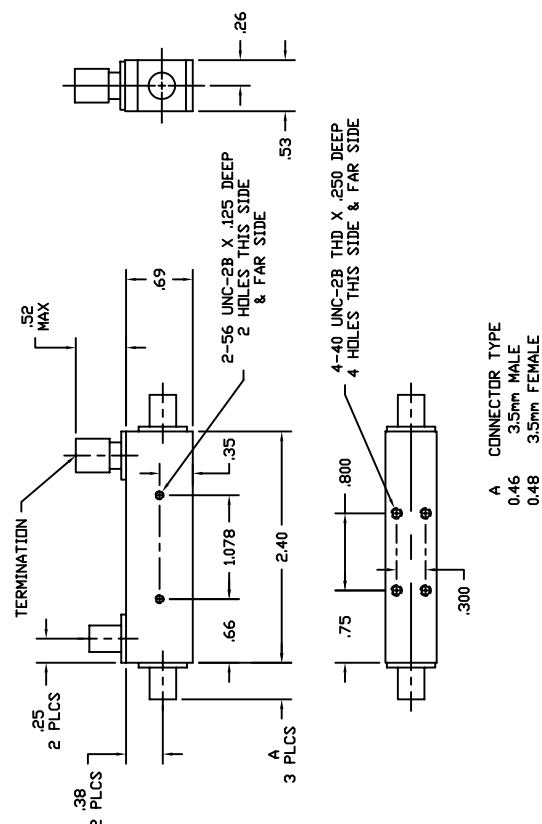 .26
.53
.52
MAX
.69
2-56 UNC-2B X .125 DEEP
2 HOLES THIS SIDE
& FAR SIDE
TERMINATION
.35
1.078
2.40
.66
.25
2 PLCS
.38
2 PLCS
A
3 PLCS
4-40 UNC-2B THD X .250 DEEP
4 HOLES THIS SIDE & FAR SIDE
.800
.75
.300
A CONNECTOR TYPE
0.46 3.5mm MALE
0.48 3.5mm FEMALE